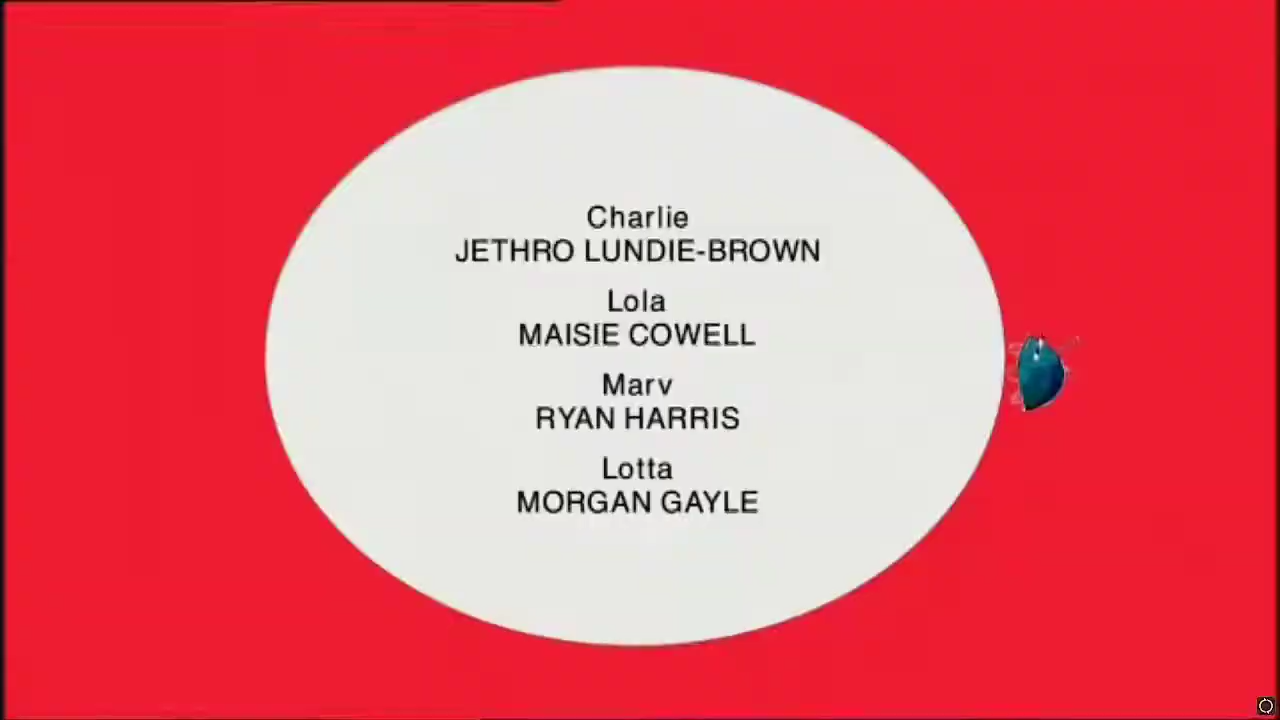 Charlie
JETHRO LUNDIE-BROWN
Lola
MAISIE COWELL
Marv
RYAN HARRIS
Lotta
MORGAN GAYLE